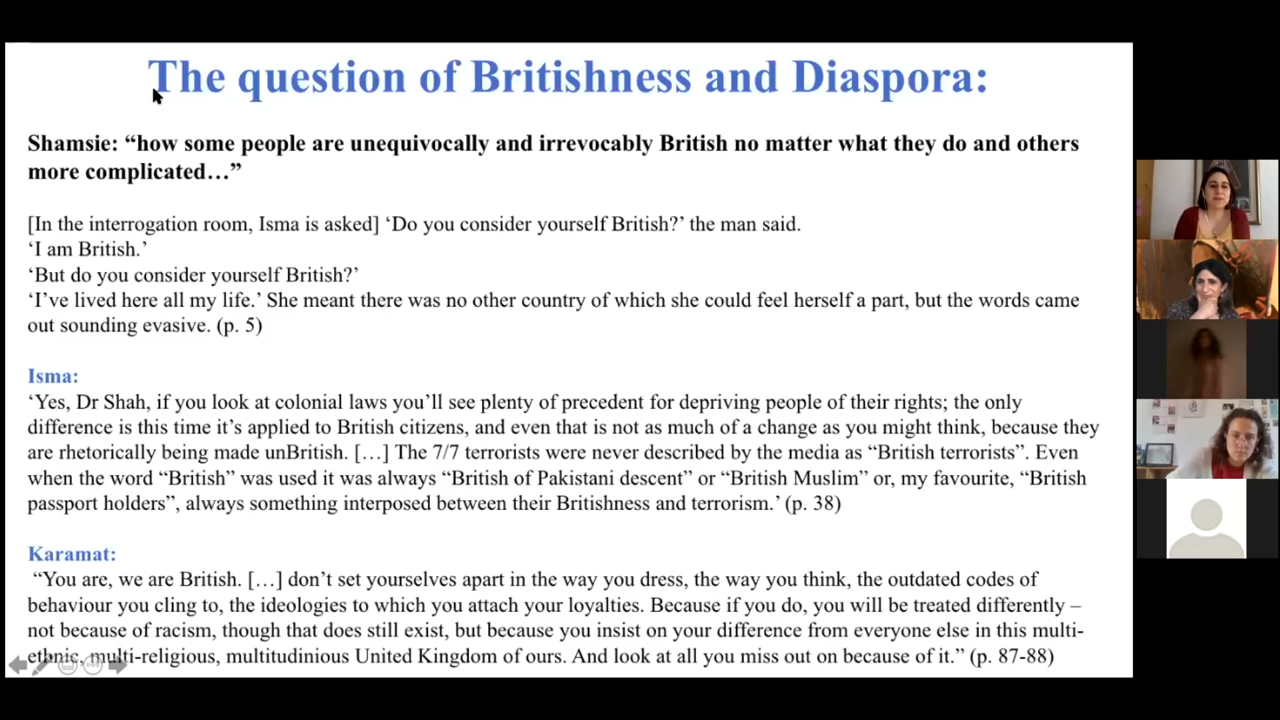 The question of Britishness and Diaspora:
Shamsie: “how some people are unequivocally and irrevocably British no matter what they do and others
more complicated…”
[In the interrogation room, Isma is asked] ‘Do you consider yourself British?’ the man said.
‘I am British.’
‘But do you consider yourself British?’
‘I’ve lived here all my life.’ She meant there was no other country of which she could feel herself a part, but the words came
out sounding evasive. (p. 5)
Isma:
‘Yes, Dr Shah, if you look at colonial laws you’ll see plenty of precedent for depriving people of their rights; the only
difference is this time it’s applied to British citizens, and even that is not as much of a change as you might think, because they
are rhetorically being made unBritish. […] The 7/7 terrorists were never described by the media as “British terrorists”. Even
when the word “British” was used it was always “British of Pakistani descent” or “British Muslim” or, my favourite, “British
passport holders”, always something interposed between their Britishness and terrorism.’ (p. 38)
Karamat:
“You are, we are British. […] don’t set yourselves apart in the way you dress, the way you think, the outdated codes of
behaviour you cling to, the ideologies to which you attach your loyalties. Because if you do, you will be treated differently –
not because of racism, though that does still exist, but because you insist on your difference from everyone else in this multi-
ethnic, multi-religious, multitudinious United Kingdom of ours. And look at all you miss out on because of it.” (p. 87-88)